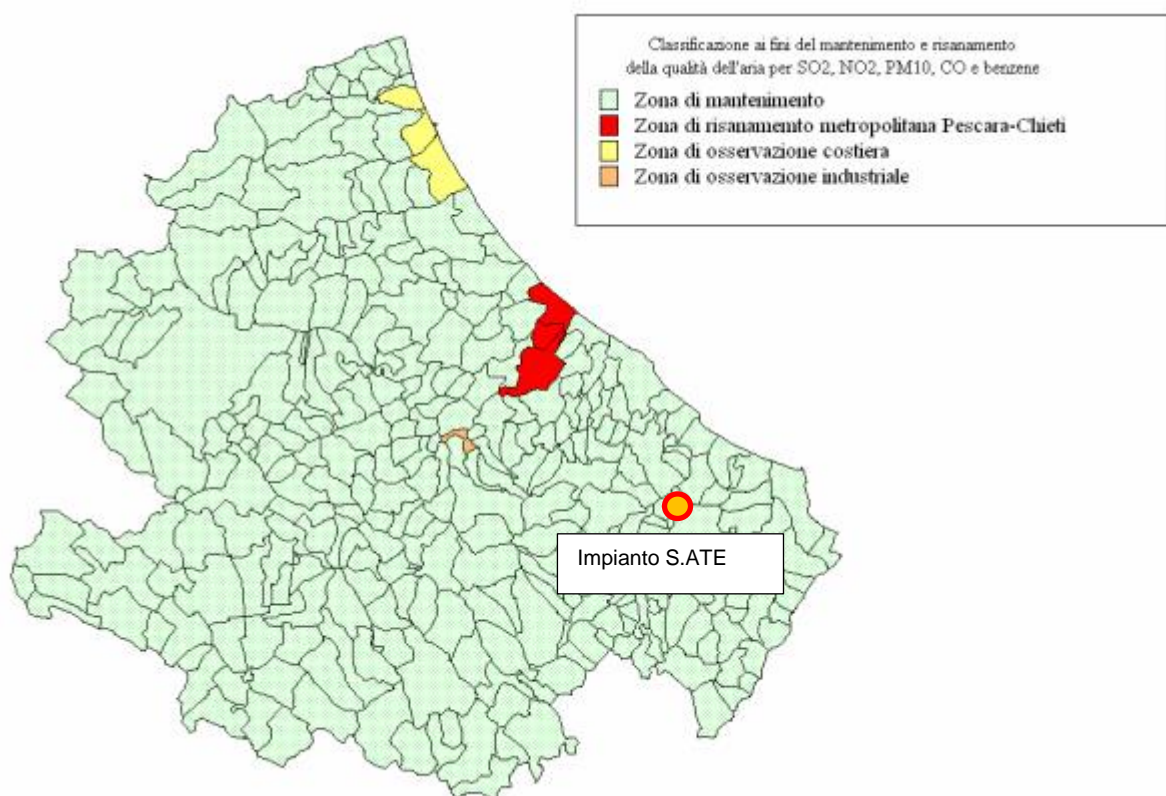 Classificazione ai fini del mantenimento e risanamento
della qualità dell'aria per SO2, NO2, PM10, CO e benzene
Zona di mantenimento
Zona di risanamemto metropolitana Pescara-Chieti
Zona di osservazione costiera
Zona di osservazione industriale
Impianto S.ATE